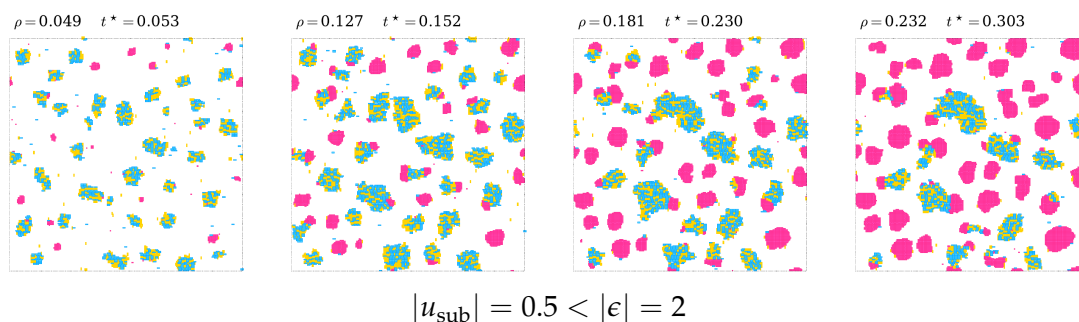 ρ = 0.049 t* = 0.053
ρ = 0.127 t* = 0.152
ρ = 0.181 t* = 0.230
ρ = 0.232 t* = 0.303
|u_sub| = 0.5 < |ϵ| = 2